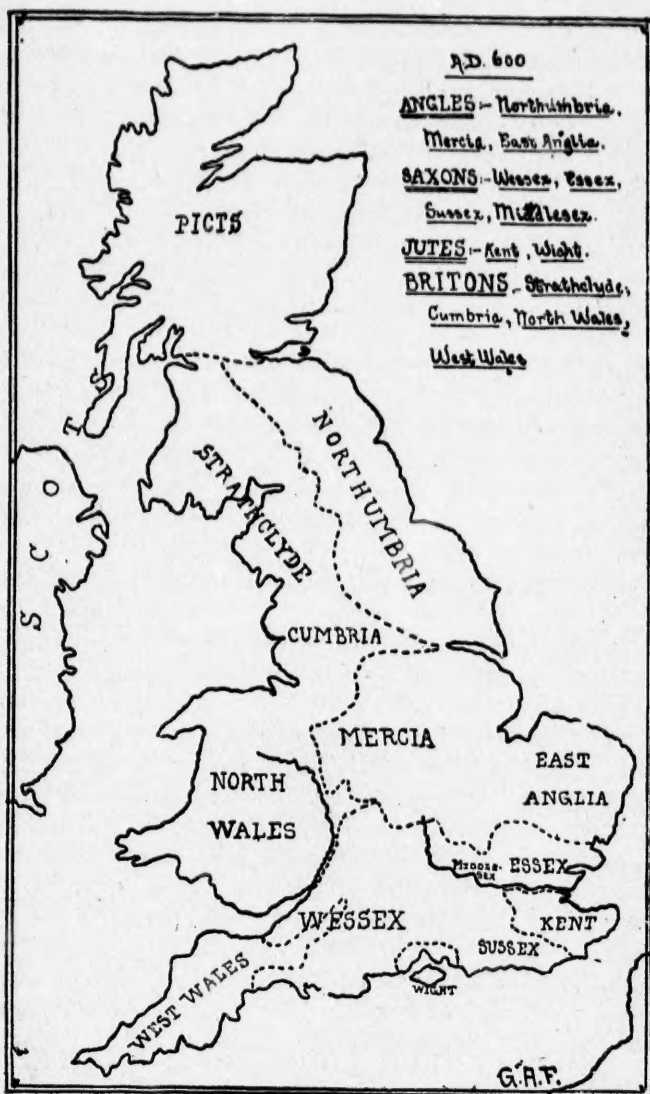 A.D. 600
ANGLES:- Northumbria,
Mercia, East Anglia.
SAXONS:- Wessex, Essex,
Sussex, Middlesex.
JUTES:- Kent, Wight.
BRITONS - Strathclyde,
Cumbria, North Wales,
West Wales
PICTS
SCOTS
STRATHCLYDE
NORTHUMBRIA
CUMBRIA
MERCIA
EAST
ANGLIA
NORTH
WALES
MIDDLE-
SEX
ESSEX
WESSEX
KENT
SUSSEX
WEST WALES
WIGHT
G.A.F.